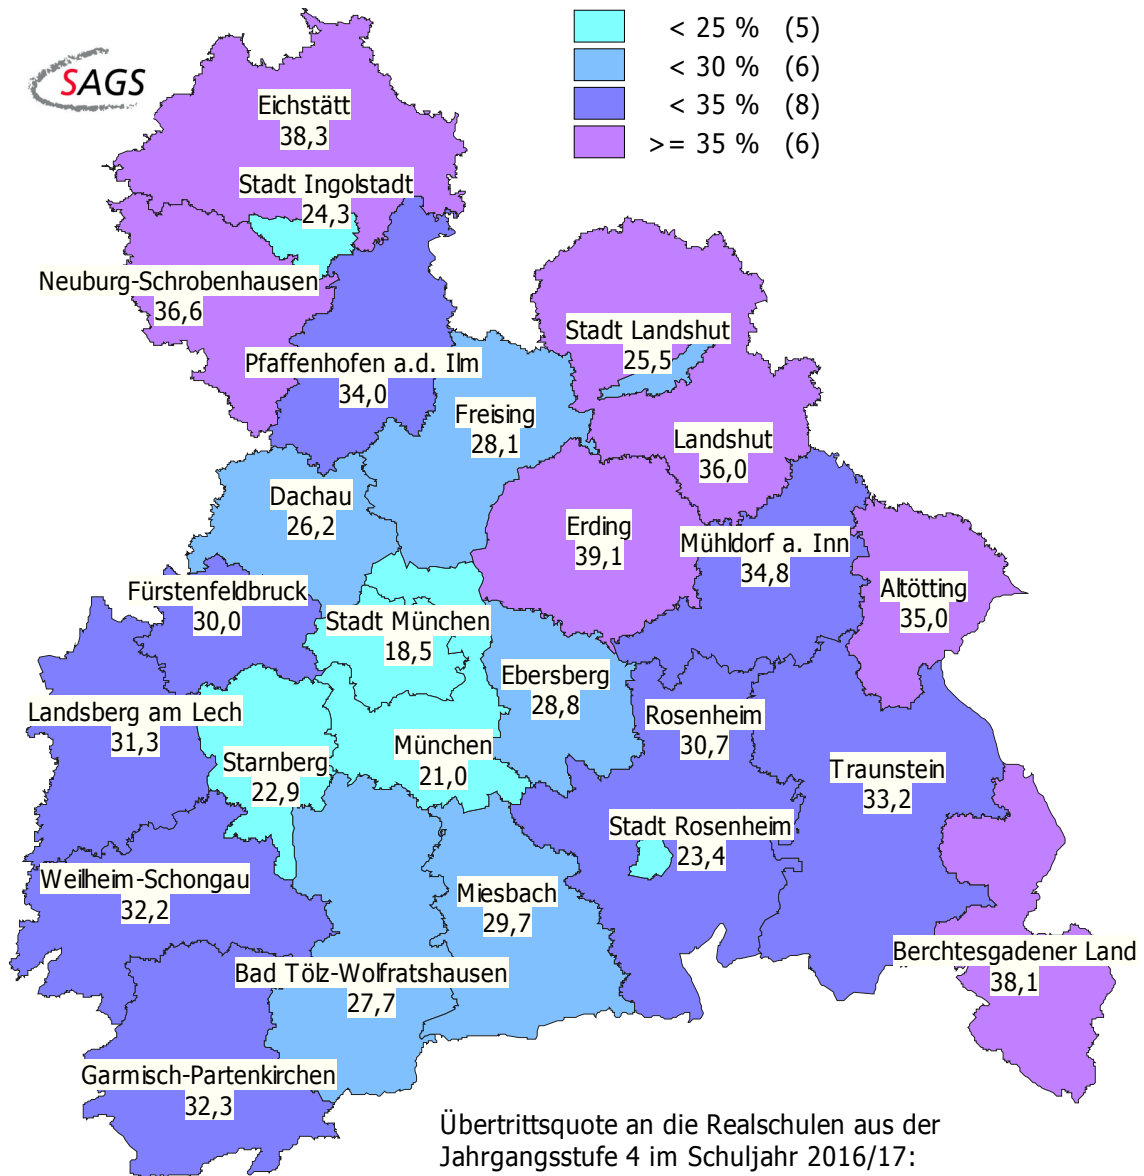 < 25 % (5)
< 30 % (6)
< 35 % (8)
>= 35 % (6)
SAGS
Eichstätt
38,3
Stadt Ingolstadt
24,3
Neuburg-Schrobenhausen
36,6
Stadt Landshut
25,5
Pfaffenhofen a.d. Ilm
34,0
Freising
28,1
Landshut
36,0
Dachau
26,2
Erding
39,1
Mühldorf a. Inn
34,8
Fürstenfeldbruck
30,0
Altötting
35,0
Stadt München
18,5
Ebersberg
28,8
Landsberg am Lech
31,3
Rosenheim
30,7
München
21,0
Starnberg
22,9
Traunstein
33,2
Stadt Rosenheim
23,4
Weilheim-Schongau
32,2
Miesbach
29,7
Berchtesgadener Land
38,1
Bad Tölz-Wolfratshausen
27,7
Garmisch-Partenkirchen
32,3
Übertrittsquote an die Realschulen aus der
Jahrgangsstufe 4 im Schuljahr 2016/17: